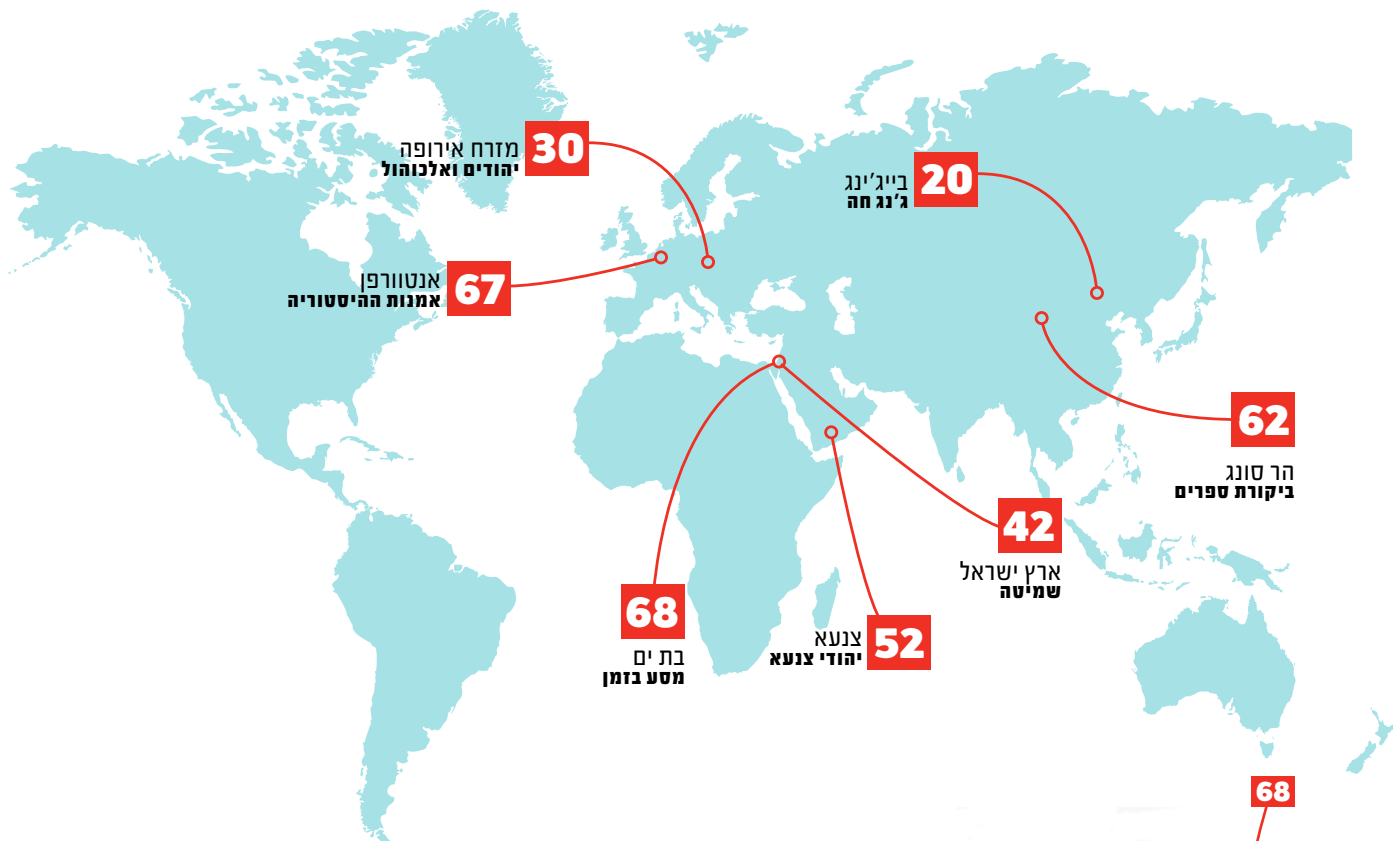 30
מזרח אירופה
יהודים ואלכוהול
20
בייג'ינג
ג'נג חה
67
אנטוורפן
אמנות ההיסטוריה
62
הר סונג
ביקורת ספרים
42
ארץ ישראל
שמיטה
68
בת ים
מסע בזמן
52
צנעא
יהודי צנעא
68